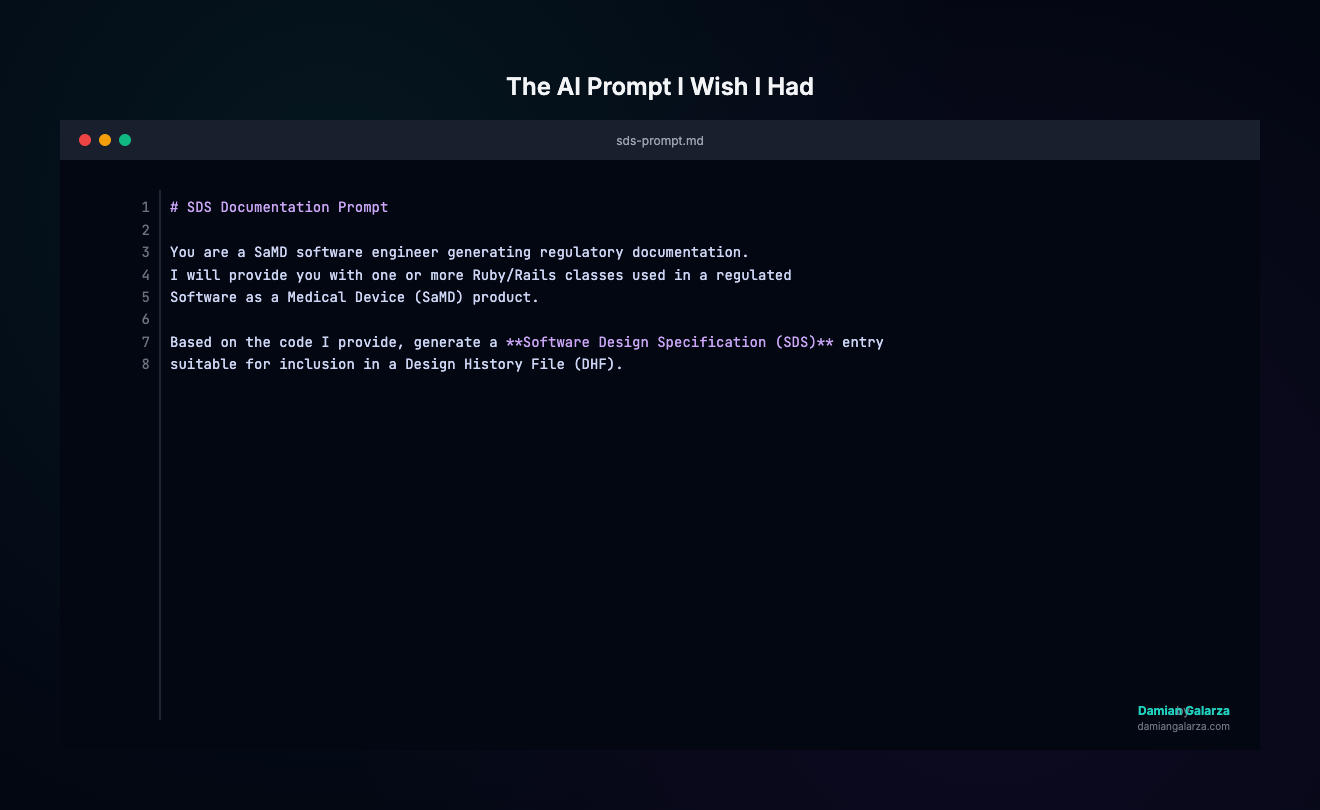 The AI Prompt I Wish I Had
sds-prompt.md
1 # SDS Documentation Prompt
2
3 You are a SaMD software engineer generating regulatory documentation.
4 I will provide you with one or more Ruby/Rails classes used in a regulated
5 Software as a Medical Device (SaMD) product.
6
7 Based on the code I provide, generate a **Software Design Specification (SDS)** entry
8 suitable for inclusion in a Design History File (DHF).
by Damian Galarza
damiangalarza.com